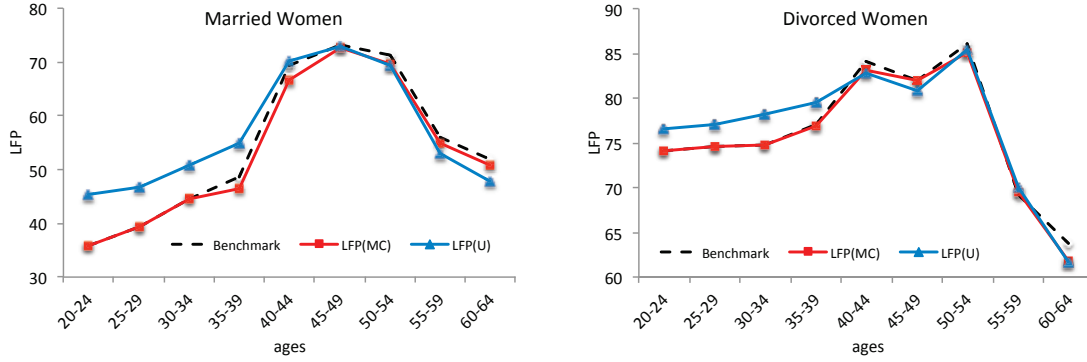 Married Women
80
70
60
50
40
30
LFP
Benchmark LFP(MC) LFP(U)
20-24 25-29 30-34 35-39 40-44 45-49 50-54 55-59 60-64
ages
Divorced Women
90
85
80
75
70
65
60
LFP
Benchmark LFP(MC) LFP(U)
20-24 25-29 30-34 35-39 40-44 45-49 50-54 55-59 60-64
ages